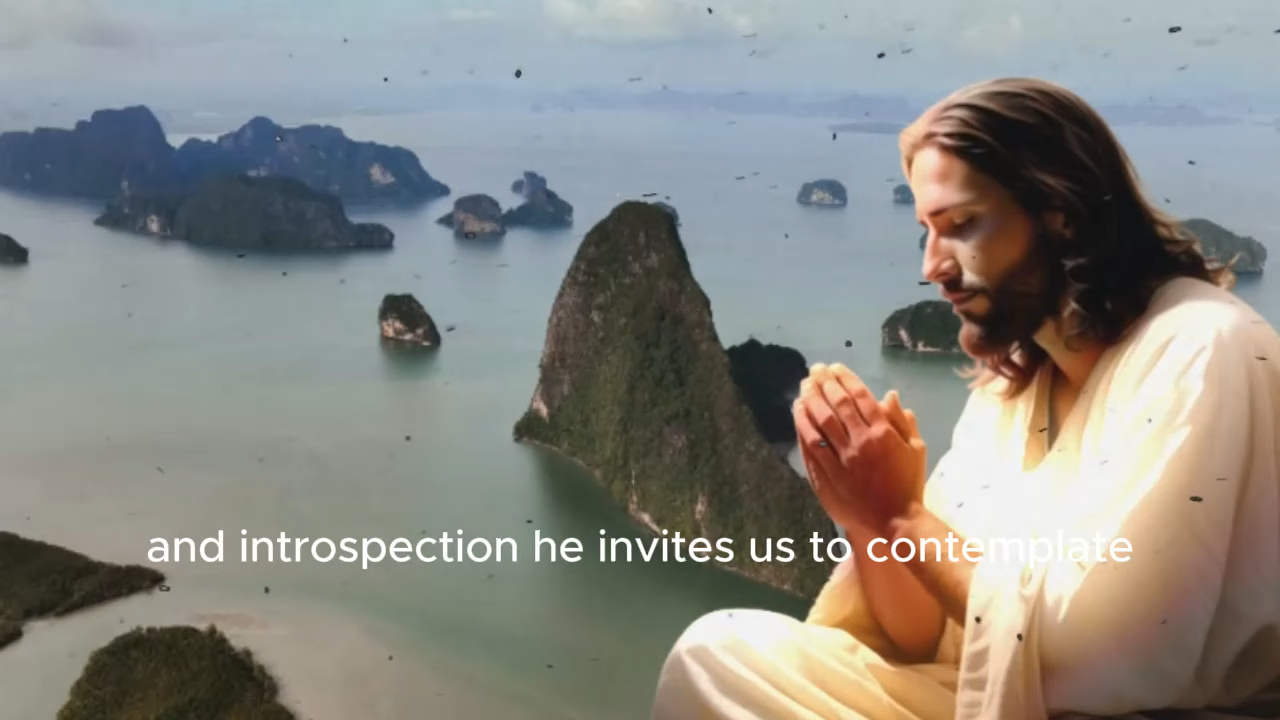 and introspection he invites us to contemplate